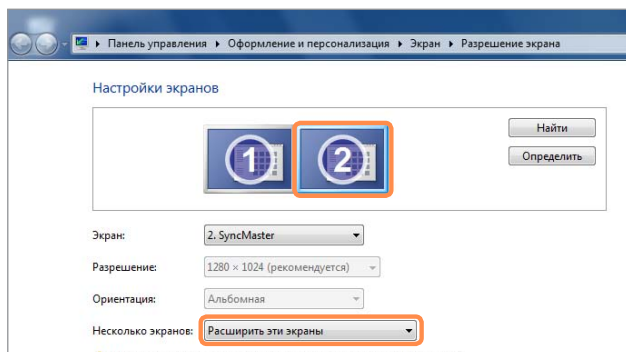 Панель управления ▸ Оформление и персонализация ▸ Экран ▸ Разрешение экрана
Настройки экранов
1 2
Найти
Определить
Экран: 2. SyncMaster
Разрешение: 1280 × 1024 (рекомендуется)
Ориентация: Альбомная
Несколько экранов: Расширить эти экраны